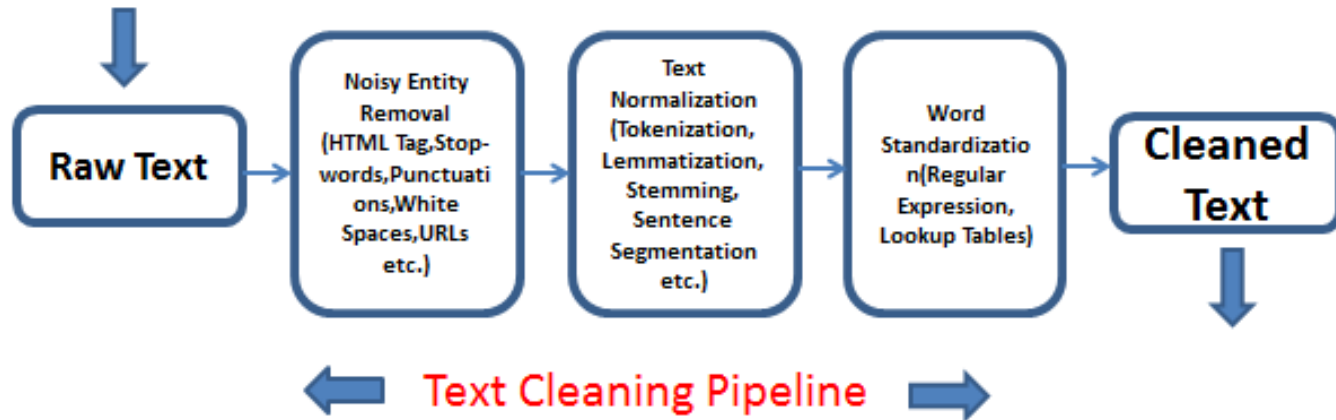 Raw Text
Noisy Entity
Removal
(HTML Tag,Stop-
words,Punctuati
ons,White
Spaces,URLs
etc.)
Text
Normalization
(Tokenization,
Lemmatization,
Stemming,
Sentence
Segmentation
etc.)
Word
Standardizatio
n(Regular
Expression,
Lookup Tables)
Cleaned
Text
Text Cleaning Pipeline